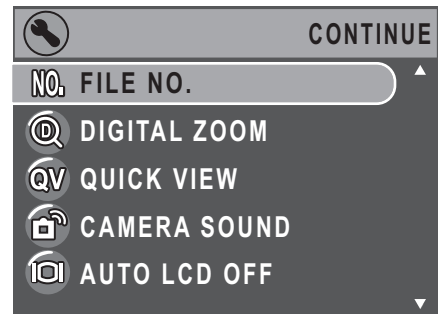 CONTINUE
NO. FILE NO.
D DIGITAL ZOOM
QV QUICK VIEW
CAMERA SOUND
AUTO LCD OFF